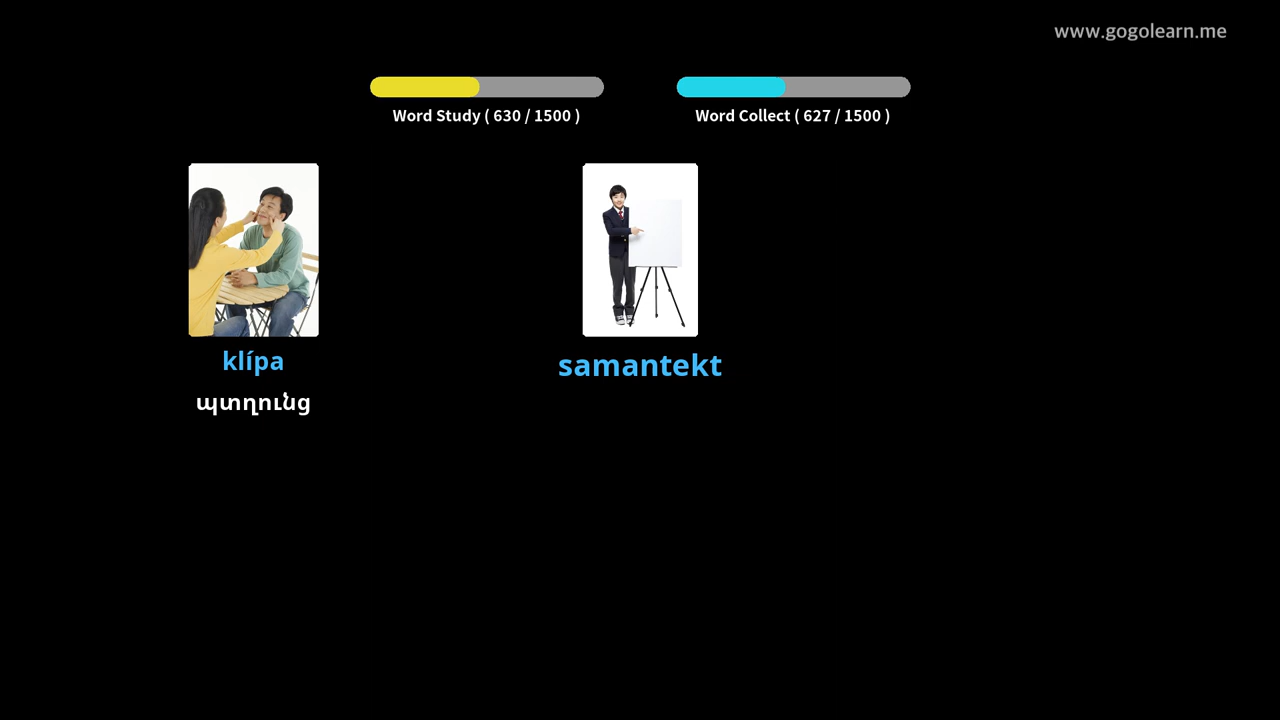 www.gogolearn.me
Word Study ( 630 / 1500 )
Word Collect ( 627 / 1500 )
klípa
պտղունց
samantekt